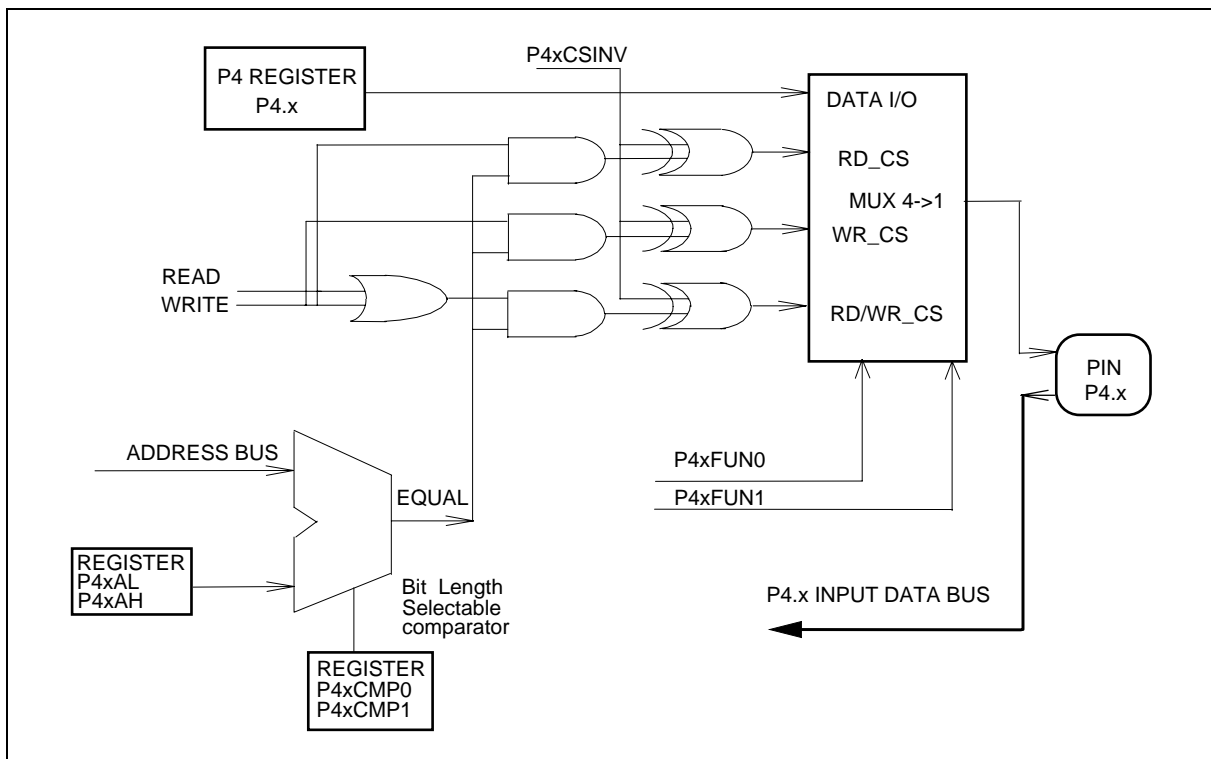 P4xCSINV
P4 REGISTER
P4.x
DATA I/O
RD_CS
MUX 4->1
WR_CS
READ
WRITE
RD/WR_CS
PIN
P4.x
ADDRESS BUS
P4xFUN0
EQUAL
P4xFUN1
REGISTER
P4xAL
P4xAH
Bit Length
Selectable
comparator
P4.x INPUT DATA BUS
REGISTER
P4xCMP0
P4xCMP1